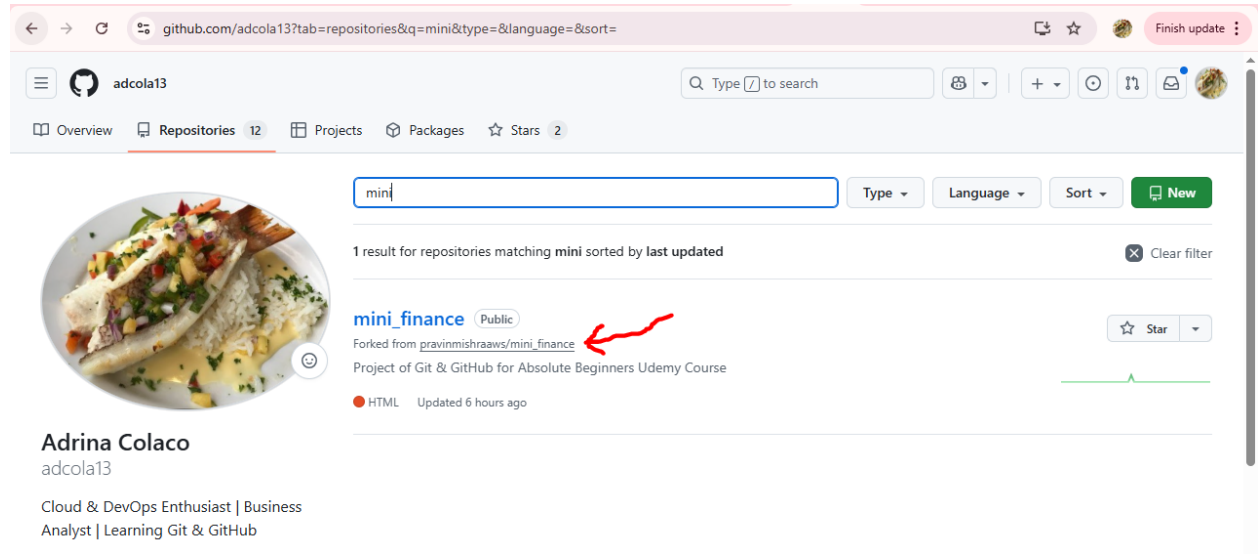 github.com/adcola13?tab=repositories&q=mini&type=&language=&sort=
Finish update
adcola13
Type / to search
Overview Repositories 12 Projects Packages Stars 2
mini
Type Language Sort New
1 result for repositories matching mini sorted by last updated
Clear filter
mini_finance Public
Star
Forked from pravinmishraaws/mini_finance
Project of Git & GitHub for Absolute Beginners Udemy Course
HTML Updated 6 hours ago
Adrina Colaco
adcola13
Cloud & DevOps Enthusiast | Business
Analyst | Learning Git & GitHub